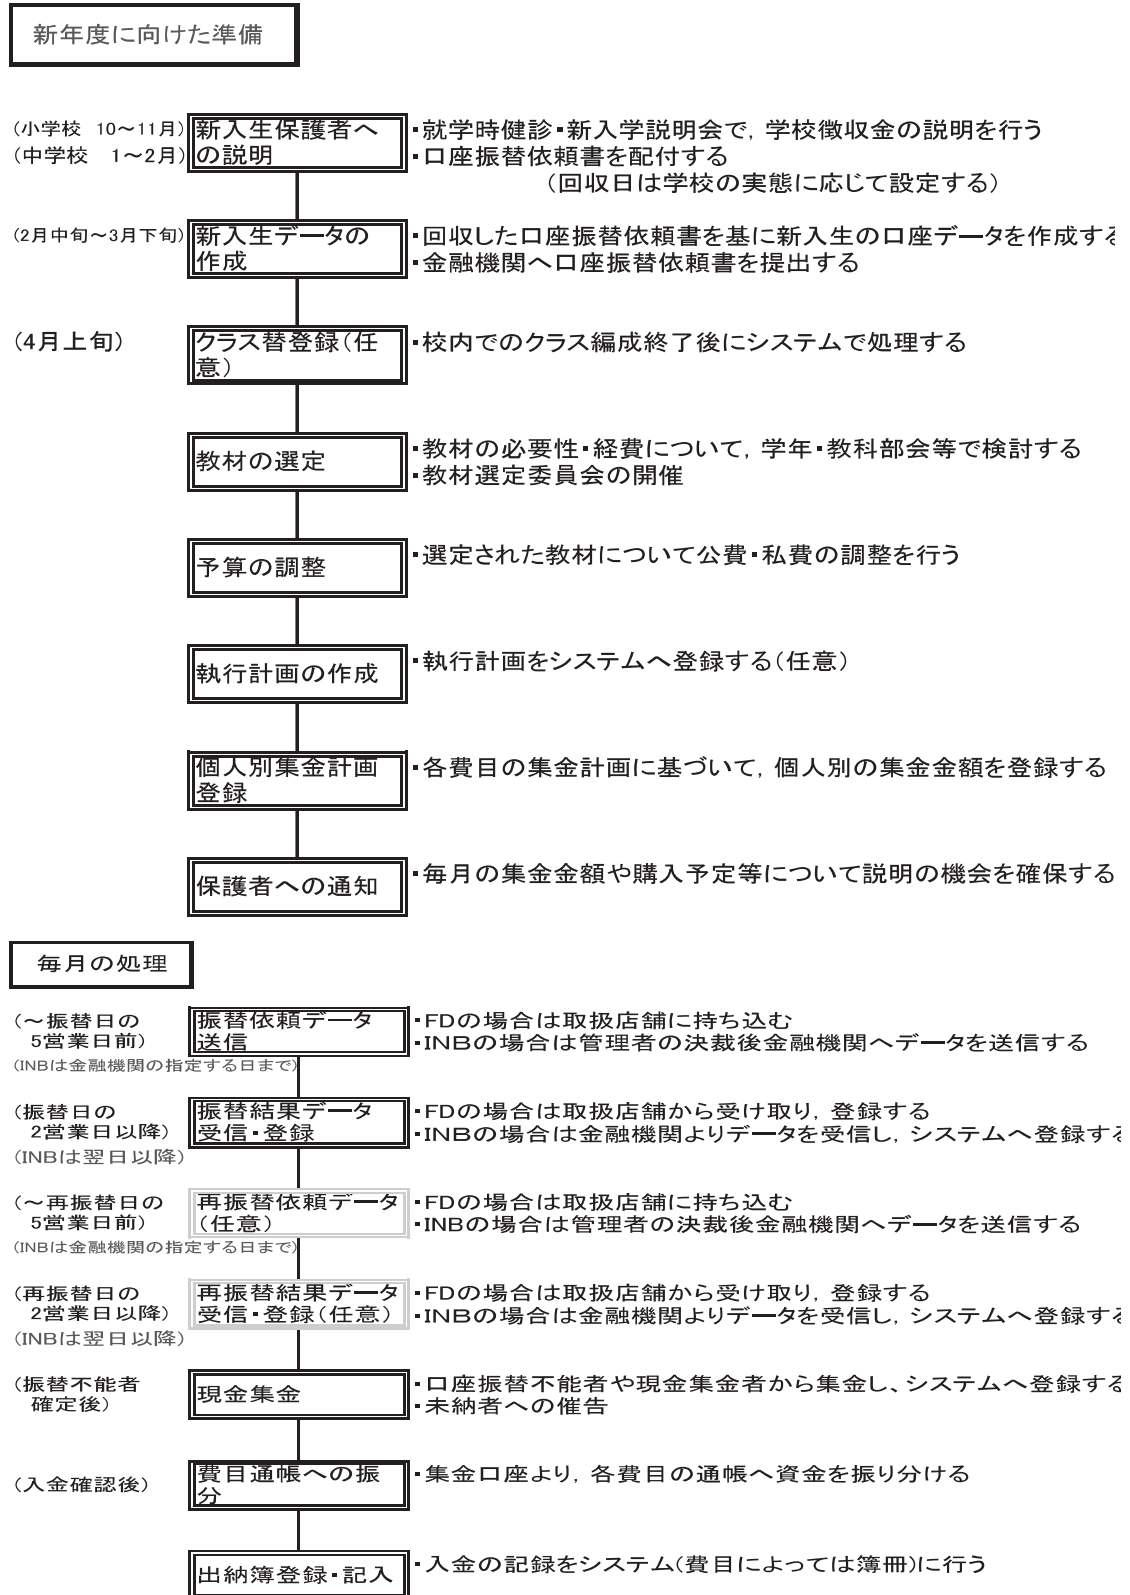 新年度に向けた準備
(小学校 10～11月)
(中学校 1～2月)
新入生保護者へ
の説明
・就学時健診・新入学説明会で，学校徴収金の説明を行う
・口座振替依頼書を配付する
(回収日は学校の実態に応じて設定する)
(2月中旬～3月下旬)
新入生データの
作成
・回収した口座振替依頼書を基に新入生の口座データを作成する
・金融機関へ口座振替依頼書を提出する
(4月上旬)
クラス替登録(任
意)
・校内でのクラス編成終了後にシステムで処理する
教材の選定
・教材の必要性・経費について，学年・教科部会等で検討する
・教材選定委員会の開催
予算の調整
・選定された教材について公費・私費の調整を行う
執行計画の作成
・執行計画をシステムへ登録する(任意)
個人別集金計画
登録
・各費目の集金計画に基づいて，個人別の集金金額を登録する
保護者への通知
・毎月の集金金額や購入予定等について説明の機会を確保する
毎月の処理
(～振替日の
5営業日前)
(INBは金融機関の指定する日まで)
振替依頼データ
送信
・FDの場合は取扱店舗に持ち込む
・INBの場合は管理者の決裁後金融機関へデータを送信する
(振替日の
2営業日以降)
(INBは翌日以降)
振替結果データ
受信・登録
・FDの場合は取扱店舗から受け取り，登録する
・INBの場合は金融機関よりデータを受信し，システムへ登録する
(～再振替日の
5営業日前)
(INBは金融機関の指定する日まで)
再振替依頼データ
(任意)
・FDの場合は取扱店舗に持ち込む
・INBの場合は管理者の決裁後金融機関へデータを送信する
(再振替日の
2営業日以降)
(INBは翌日以降)
再振替結果データ
受信・登録(任意)
・FDの場合は取扱店舗から受け取り，登録する
・INBの場合は金融機関よりデータを受信し，システムへ登録する
(振替不能者
確定後)
現金集金
・口座振替不能者や現金集金者から集金し、システムへ登録する
・未納者への催告
(入金確認後)
費目通帳への振
分
・集金口座より，各費目の通帳へ資金を振り分ける
出納簿登録・記入
・入金の記録をシステム(費目によっては簿冊)に行う